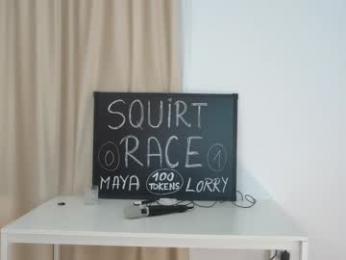 SQUIRT
0 RACE 1
MAYA 100 TOKENS LORRY